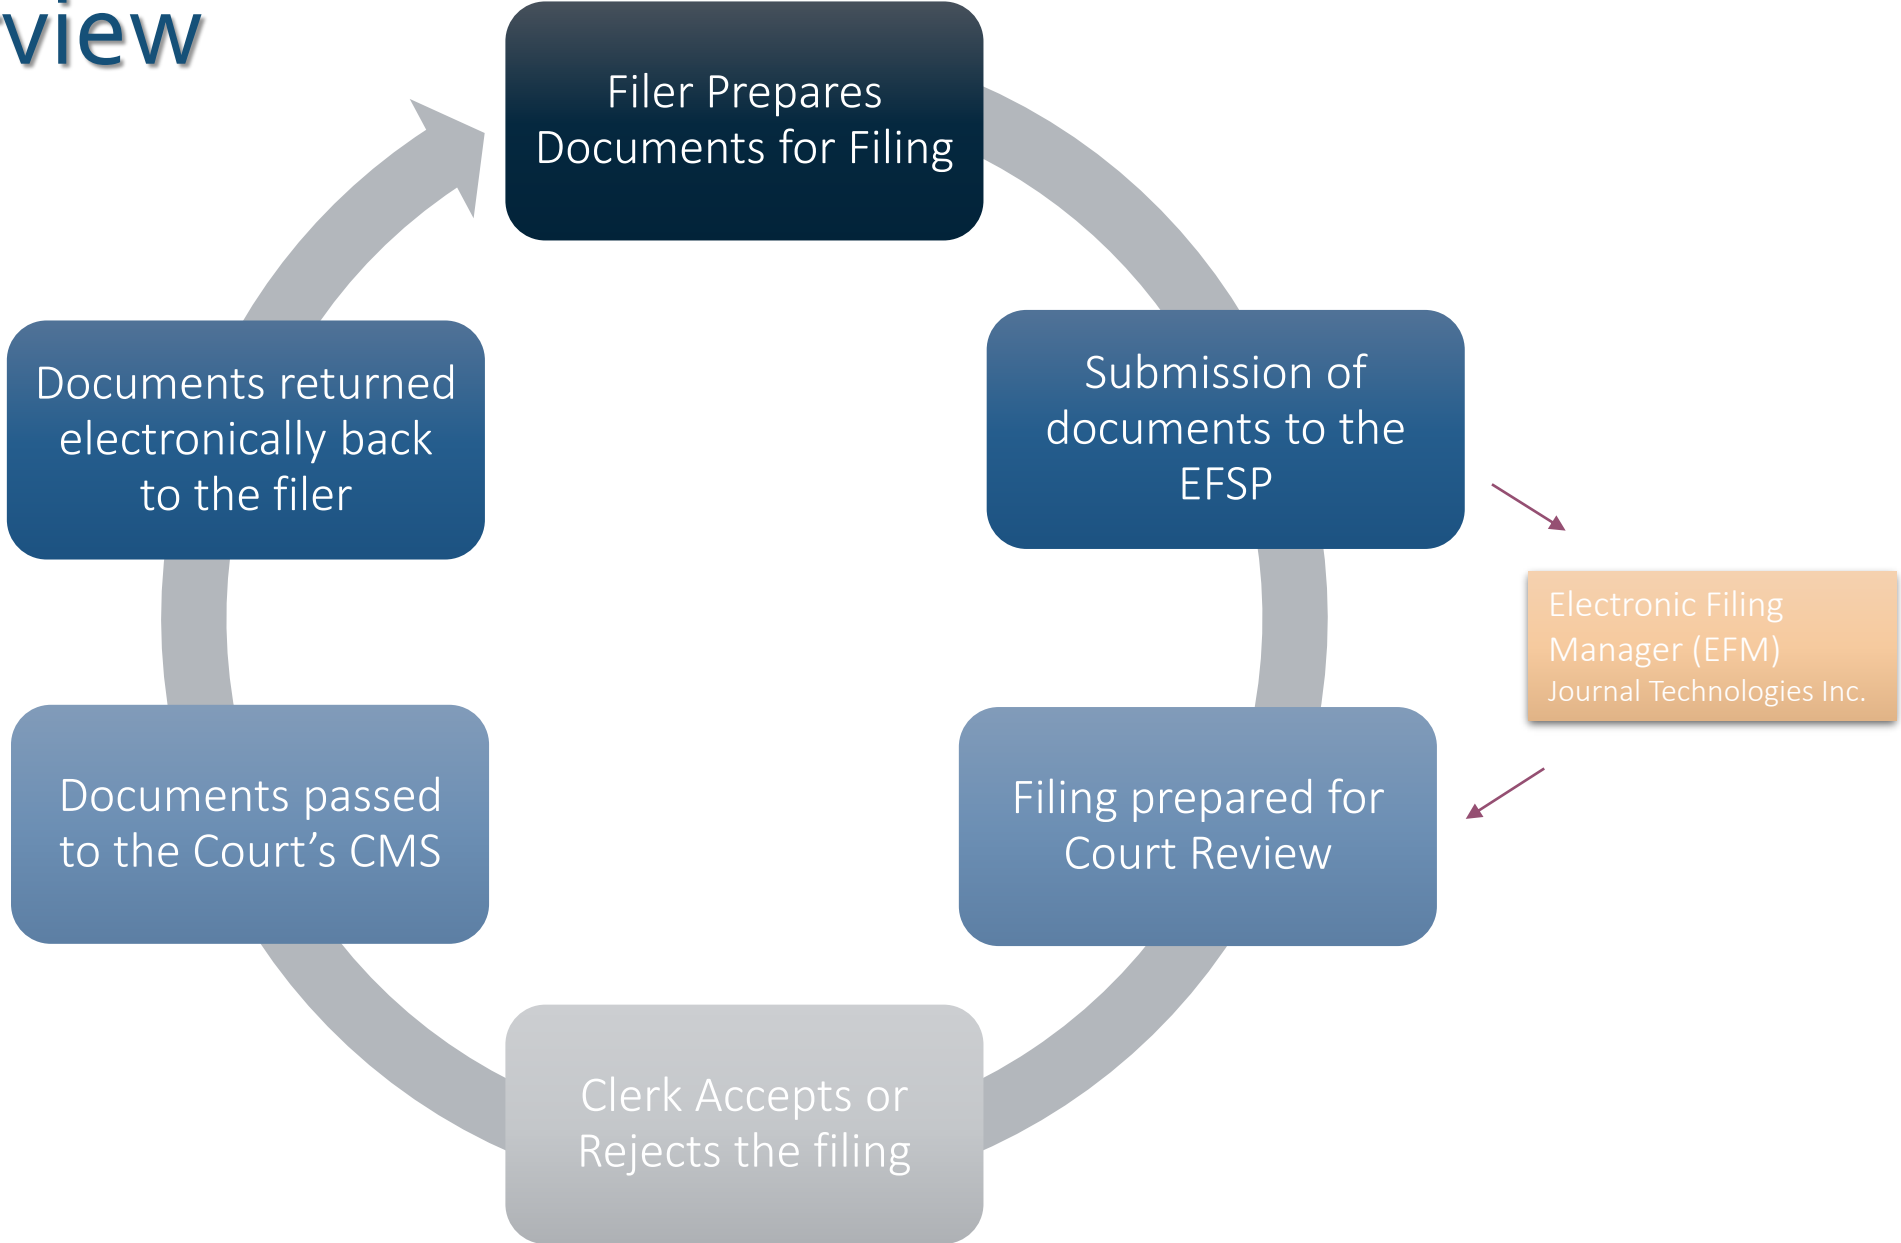 view
Filer Prepares
Documents for Filing
Submission of
documents to the
EFSP
Electronic Filing
Manager (EFM)
Journal Technologies Inc.
Filing prepared for
Court Review
Clerk Accepts or
Rejects the filing
Documents passed
to the Court’s CMS
Documents returned
electronically back
to the filer